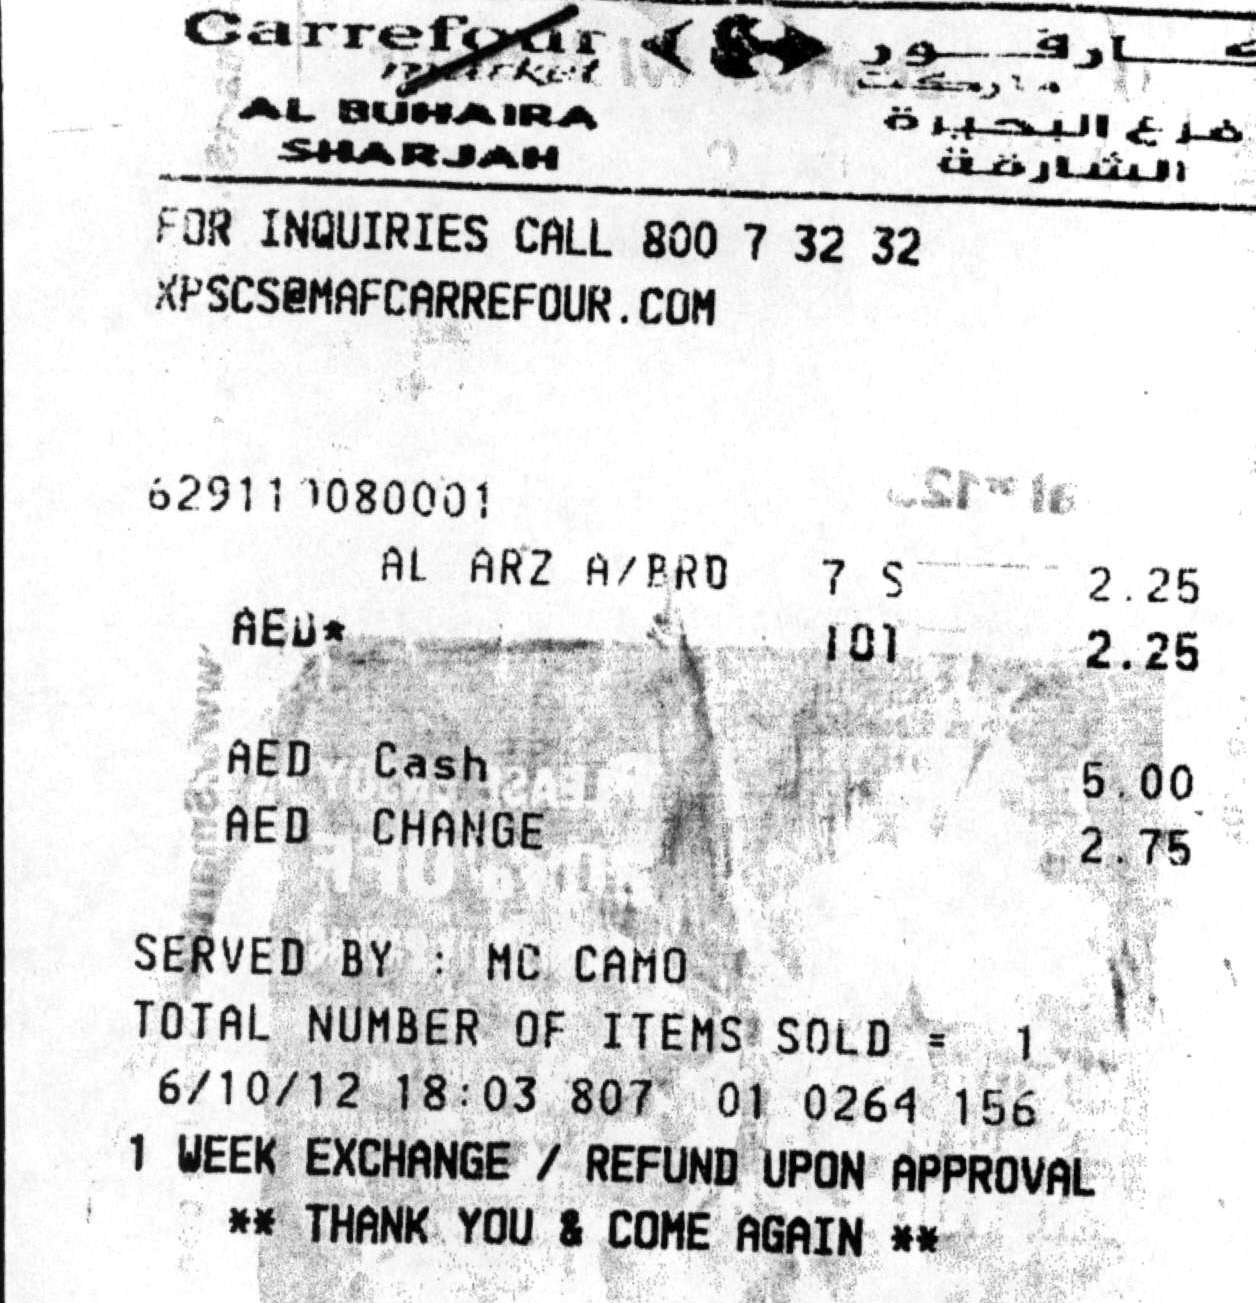 Carrefour كارفور
market ماركت
AL BUHAIRA فرع البحيرة
SHARJAH الشارقة
FOR INQUIRIES CALL 800 7 32 32
XPSCS@MAFCARREFOUR.COM
AL ARZ A/BRD 7 S 2.25
AED* 2.25
AED Cash 5.00
AED CHANGE 2.75
SERVED BY : MC CAMO
TOTAL NUMBER OF ITEMS SOLD = 1
6/10/12 18:03 807 01 0264 156
1 WEEK EXCHANGE / REFUND UPON APPROVAL
** THANK YOU & COME AGAIN **